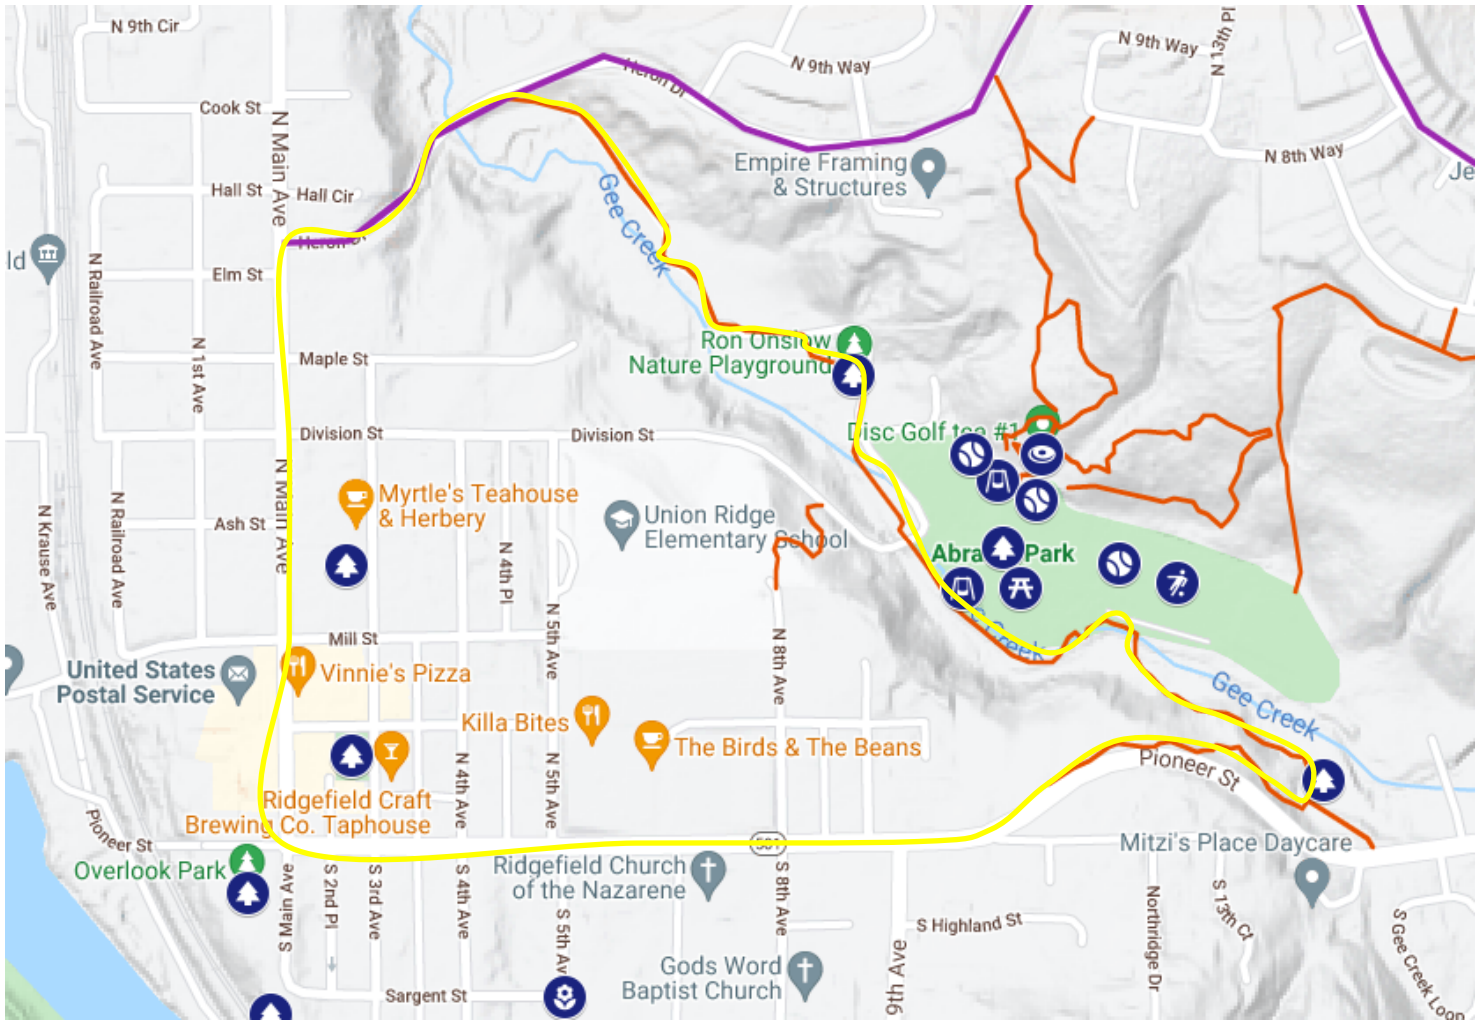 N 9th Cir
N 9th Way
N 9th Way
N 13th Pl
Cook St
N Main Ave
Heron Dr
Empire Framing
& Structures
N 8th Way
Je
Hall St
Hall Cir
Gee Creek
Heron Dr
ld
Elm St
N Railroad Ave
N 1st Ave
Maple St
Ron Onslow
Nature Playground
Division St
Division St
Disc Golf tee #1
N Main Ave
Myrtle's Teahouse
& Herbery
N Krause Ave
N Railroad Ave
Ash St
Union Ridge
Elementary School
N 4th Pl
Park
Mill St
N 5th Ave
N 8th Ave
Creek
United States
Postal Service
Vinnie's Pizza
Gee Creek
Killa Bites
The Birds & The Beans
N 4th Ave
N 5th Ave
Pioneer St
Ridgefield Craft
Brewing Co. Taphouse
Pioneer St
501
Mitzi's Place Daycare
Overlook Park
Ridgefield Church
of the Nazarene
S Main Ave
S 2nd Pl
S 3rd Ave
S 4th Ave
S 5th Av
S 8th Ave
S Highland St
9th Ave
Northridge Dr
S 13th Ct
S Gee Creek Loop
Gods Word
Baptist Church
Sargent St